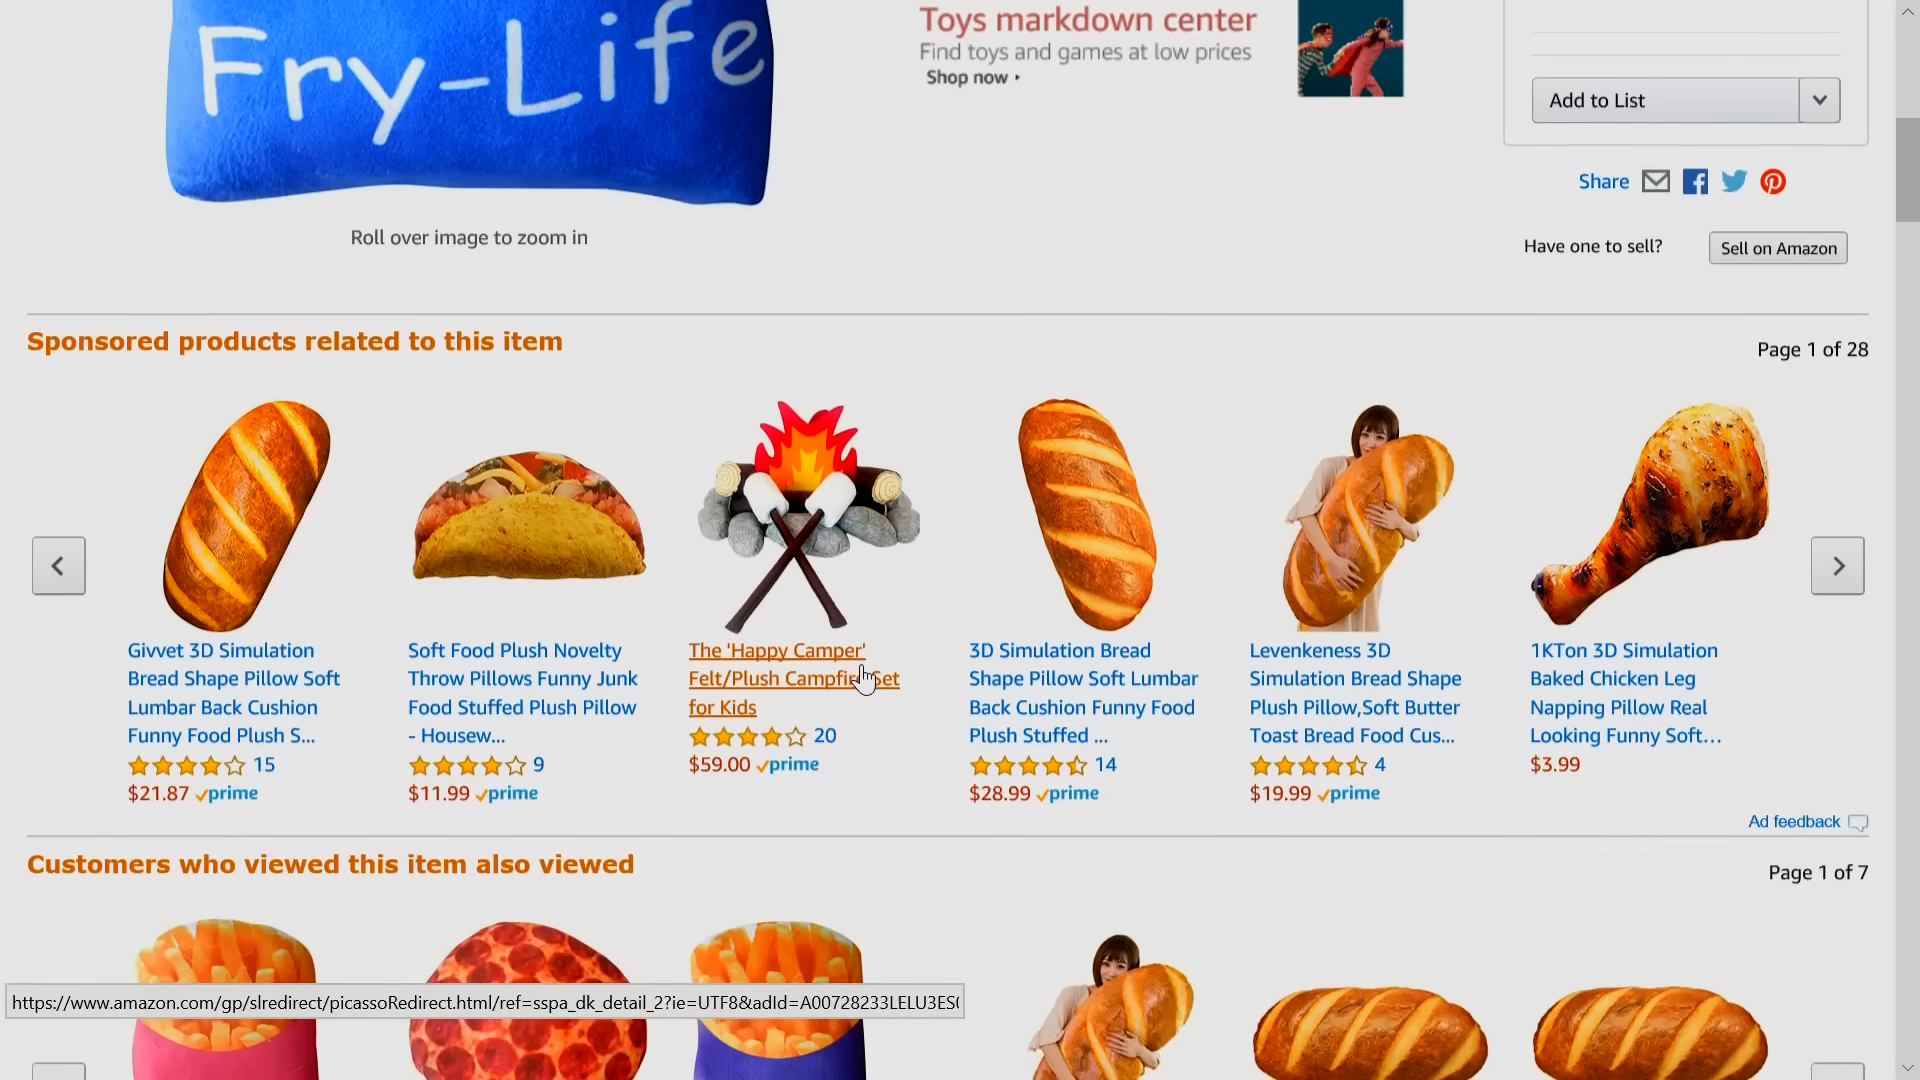 Fry-Life
Toys markdown center
Find toys and games at low prices
Shop now
Add to List
Share
Roll over image to zoom in
Have one to sell?
Sell on Amazon
Sponsored products related to this item
Page 1 of 28
Givvet 3D Simulation
Bread Shape Pillow Soft
Lumbar Back Cushion
Funny Food Plush S...
15
$21.87 prime
Soft Food Plush Novelty
Throw Pillows Funny Junk
Food Stuffed Plush Pillow
- Housew...
9
$11.99 prime
The 'Happy Camper'
Felt/Plush Campfire Set
for Kids
20
$59.00 prime
3D Simulation Bread
Shape Pillow Soft Lumbar
Back Cushion Funny Food
Plush Stuffed ...
14
$28.99 prime
Levenkeness 3D
Simulation Bread Shape
Plush Pillow,Soft Butter
Toast Bread Food Cus...
4
$19.99 prime
1KTon 3D Simulation
Baked Chicken Leg
Napping Pillow Real
Looking Funny Soft...
$3.99
Ad feedback
Customers who viewed this item also viewed
Page 1 of 7
https://www.amazon.com/gp/slredirect/picassoRedirect.html/ref=sspa_dk_detail_2?ie=UTF8&adId=A00728233LELU3ES